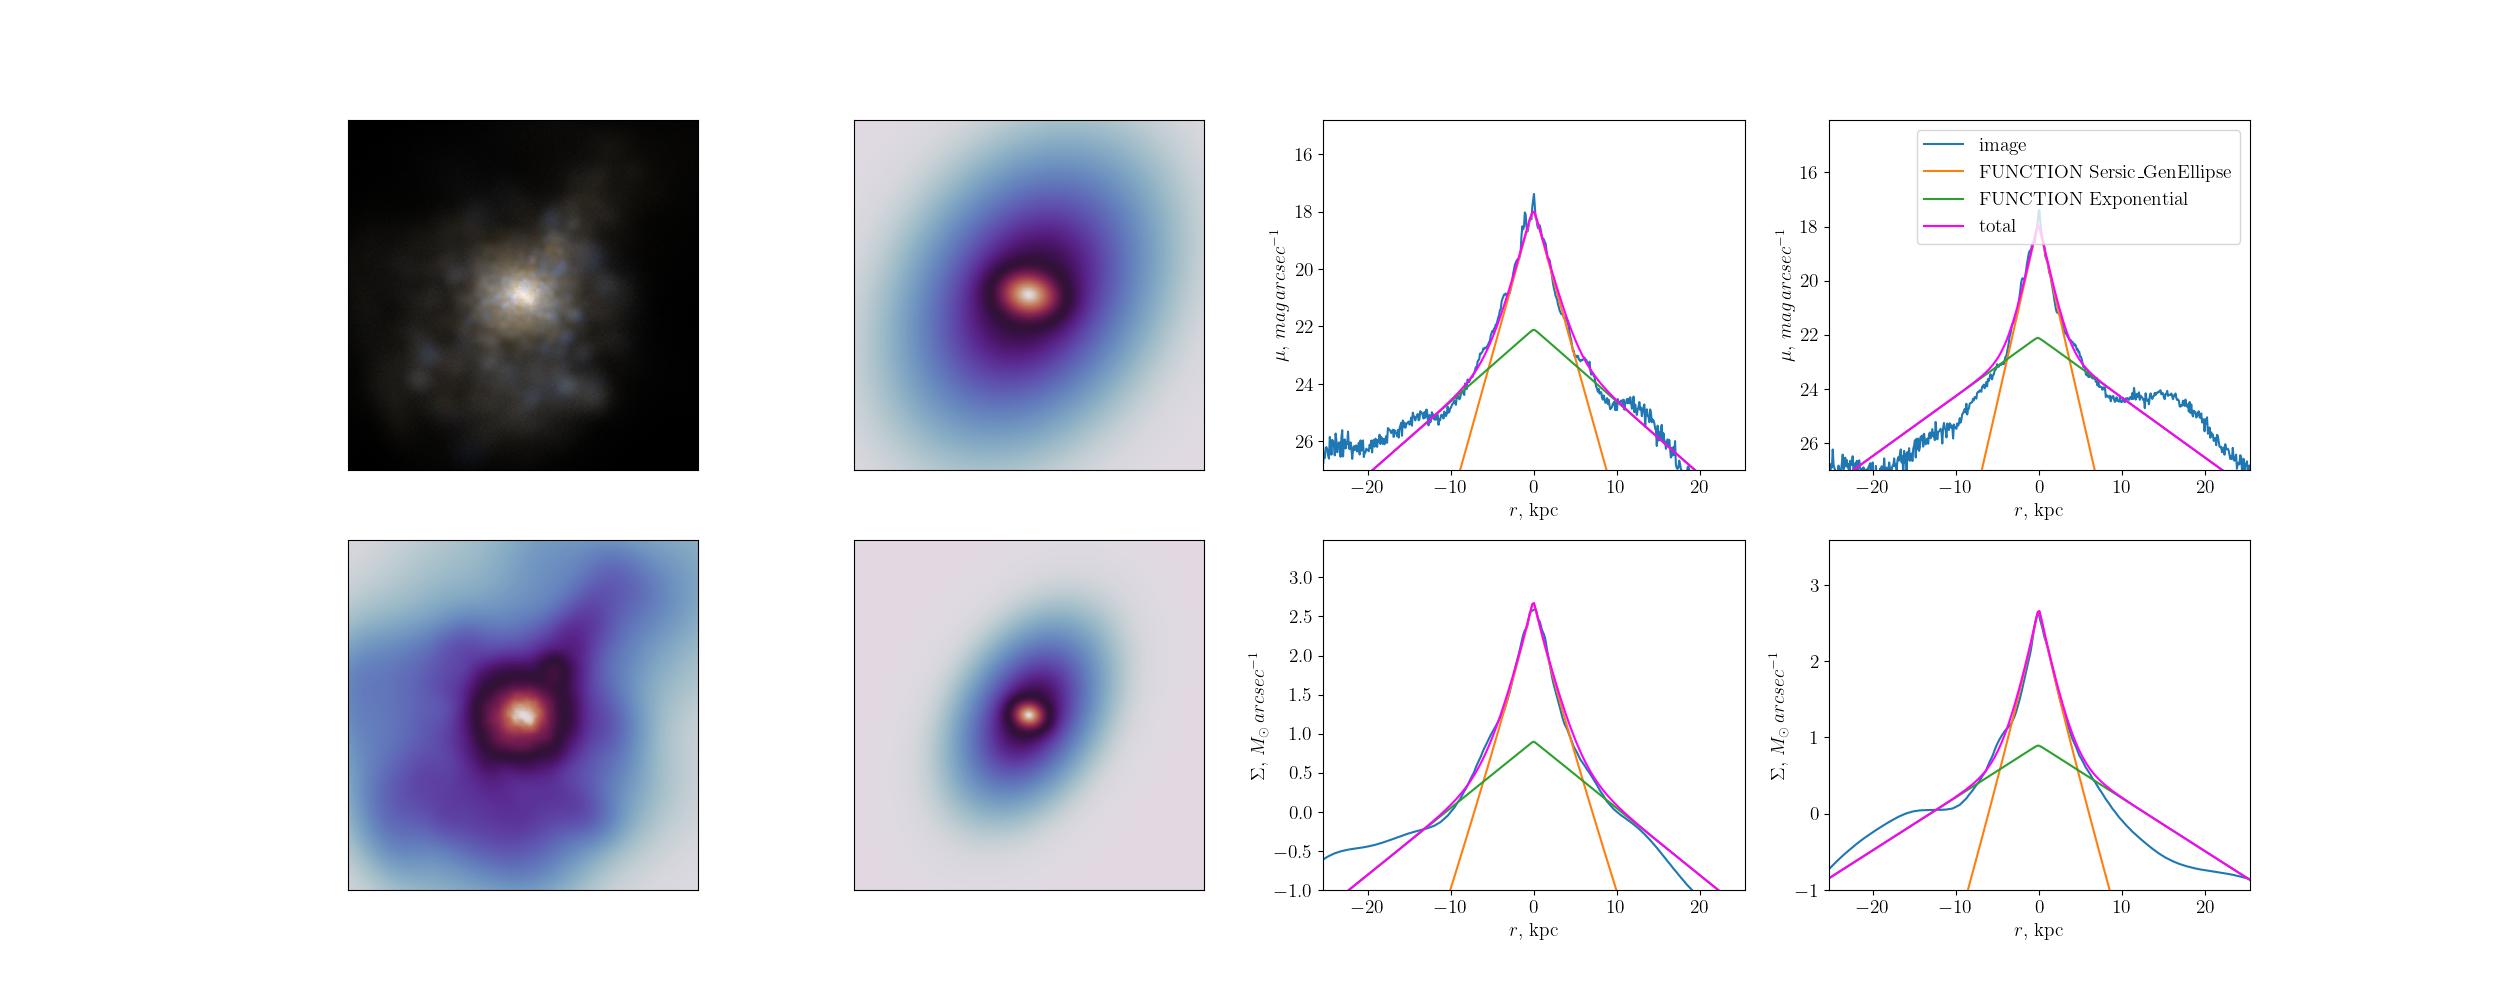 16
18
20
22
24
26
μ, mag arcsec⁻¹
−20 −10 0 10 20
r, kpc
16
18
20
22
24
26
μ, mag arcsec⁻¹
image
FUNCTION Sersic_GenEllipse
FUNCTION Exponential
total
−20 −10 0 10 20
r, kpc
3.0
2.5
2.0
1.5
1.0
0.5
0.0
−0.5
−1.0
Σ, M⊙ arcsec⁻¹
−20 −10 0 10 20
r, kpc
3
2
1
0
−1
Σ, M⊙ arcsec⁻¹
−20 −10 0 10 20
r, kpc